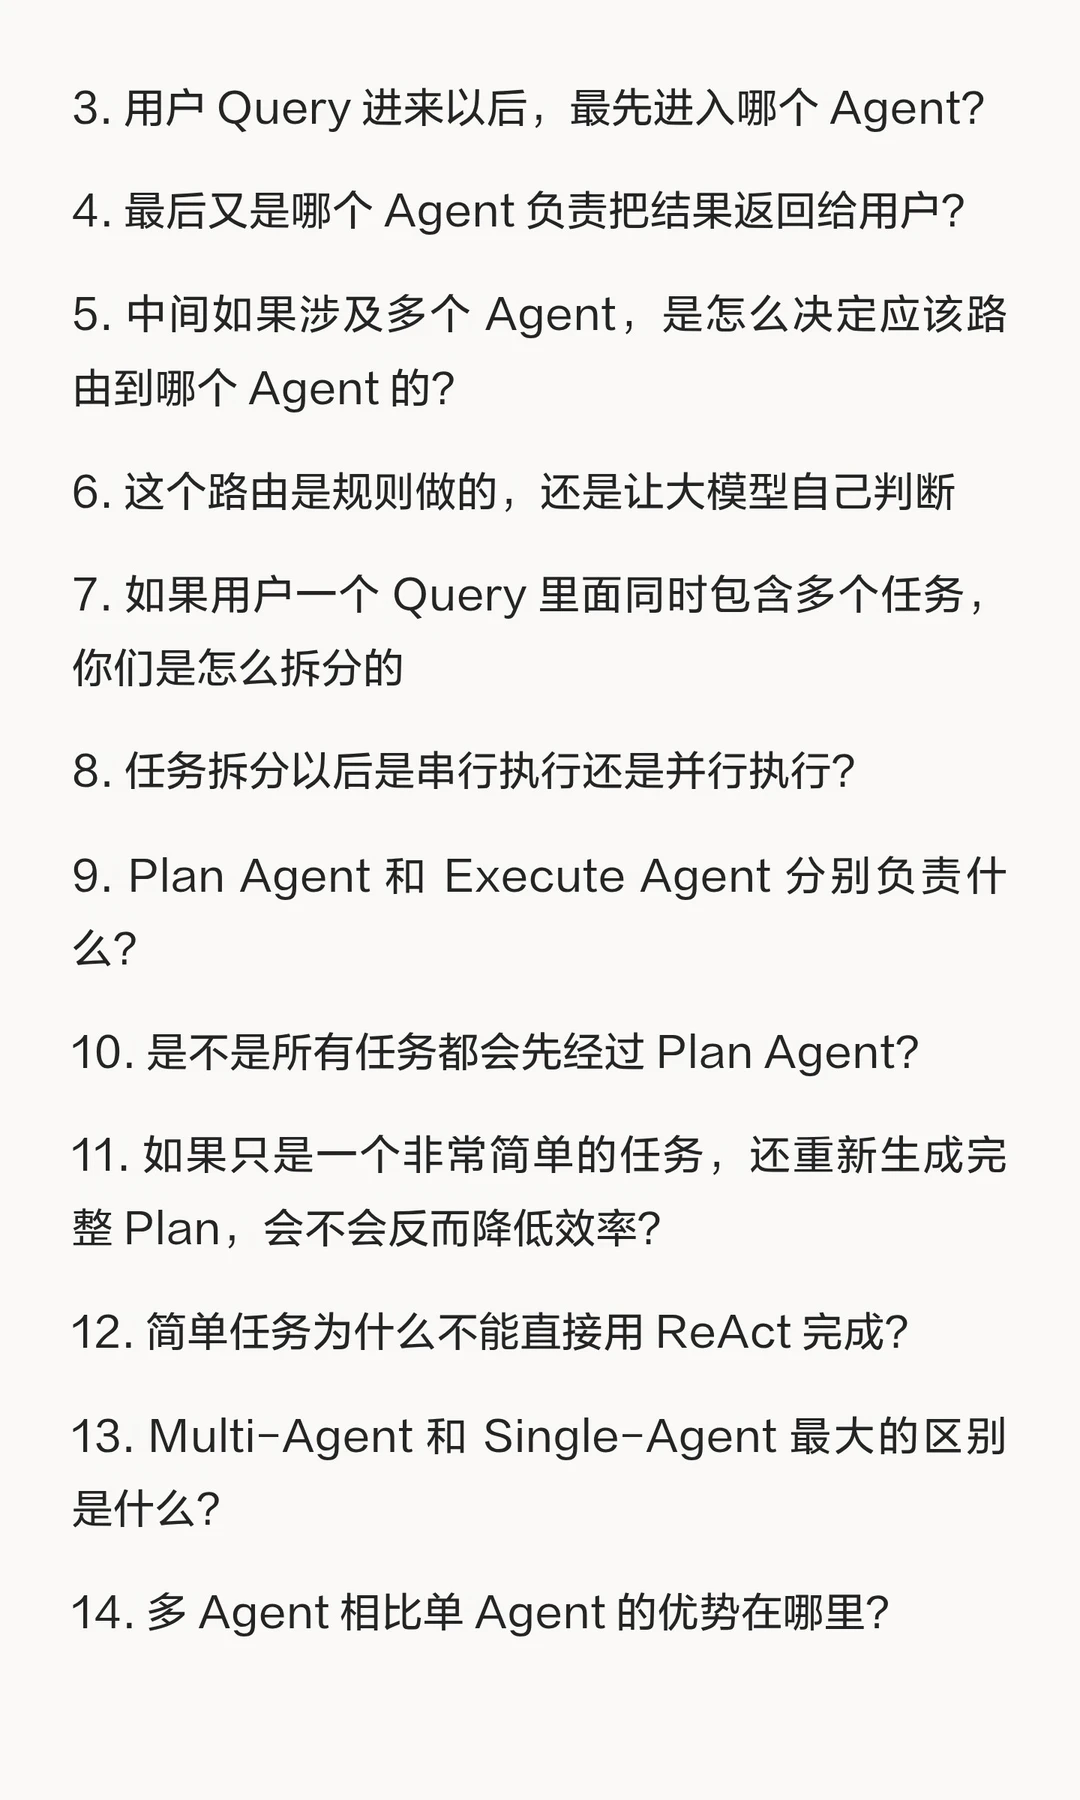 3. 用户 Query 进来以后，最先进入哪个 Agent?
4. 最后又是哪个 Agent 负责把结果返回给用户?
5. 中间如果涉及多个 Agent，是怎么决定应该路
由到哪个 Agent 的?
6. 这个路由是规则做的，还是让大模型自己判断
7. 如果用户一个 Query 里面同时包含多个任务，
你们是怎么拆分的
8. 任务拆分以后是串行执行还是并行执行?
9. Plan Agent 和 Execute Agent 分别负责什
么?
10. 是不是所有任务都会先经过 Plan Agent?
11. 如果只是一个非常简单的任务，还重新生成完
整 Plan，会不会反而降低效率?
12. 简单任务为什么不能直接用 ReAct 完成?
13. Multi-Agent 和 Single-Agent 最大的区别
是什么?
14. 多 Agent 相比单 Agent 的优势在哪里?